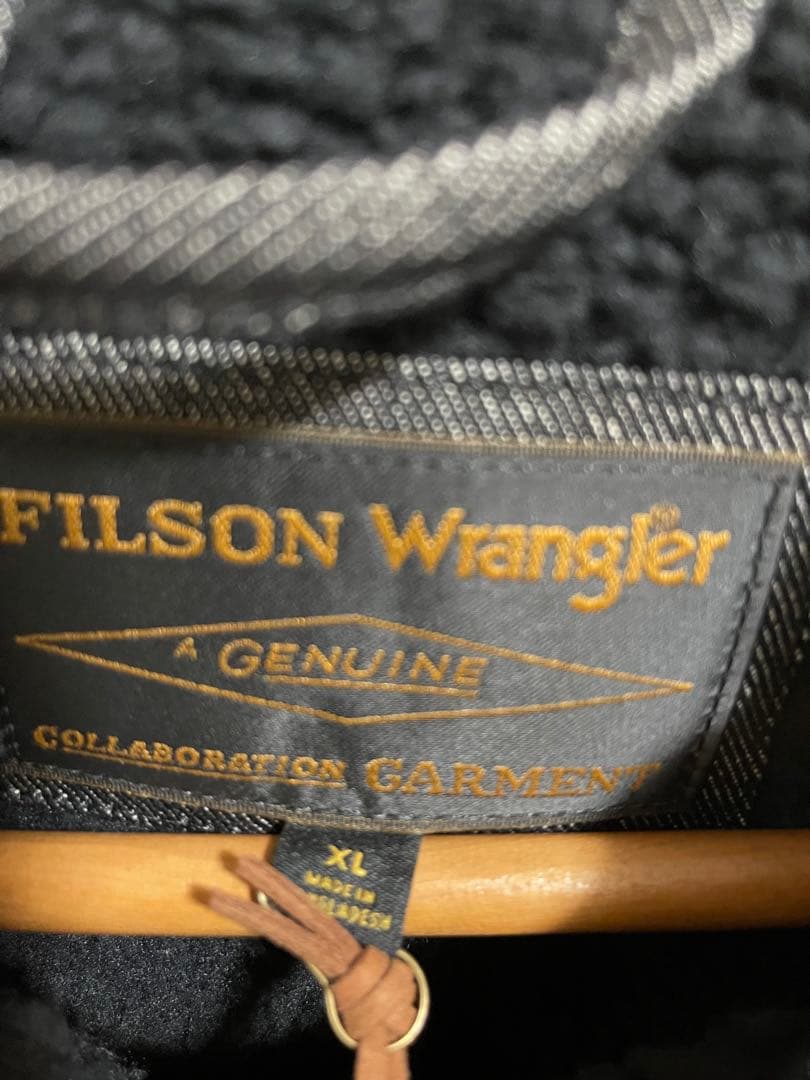 FILSON Wrangler®
A GENUINE
COLLABORATION GARMENT
XL
MADE IN